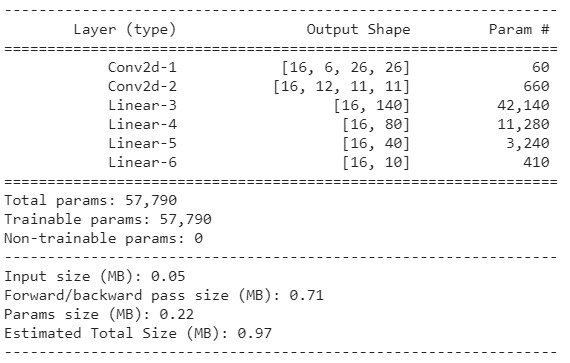 ----------------------------------------------------------------
Layer (type) Output Shape Param #
================================================================
Conv2d-1 [16, 6, 26, 26] 60
Conv2d-2 [16, 12, 11, 11] 660
Linear-3 [16, 140] 42,140
Linear-4 [16, 80] 11,280
Linear-5 [16, 40] 3,240
Linear-6 [16, 10] 410
================================================================
Total params: 57,790
Trainable params: 57,790
Non-trainable params: 0
----------------------------------------------------------------
Input size (MB): 0.05
Forward/backward pass size (MB): 0.71
Params size (MB): 0.22
Estimated Total Size (MB): 0.97
----------------------------------------------------------------